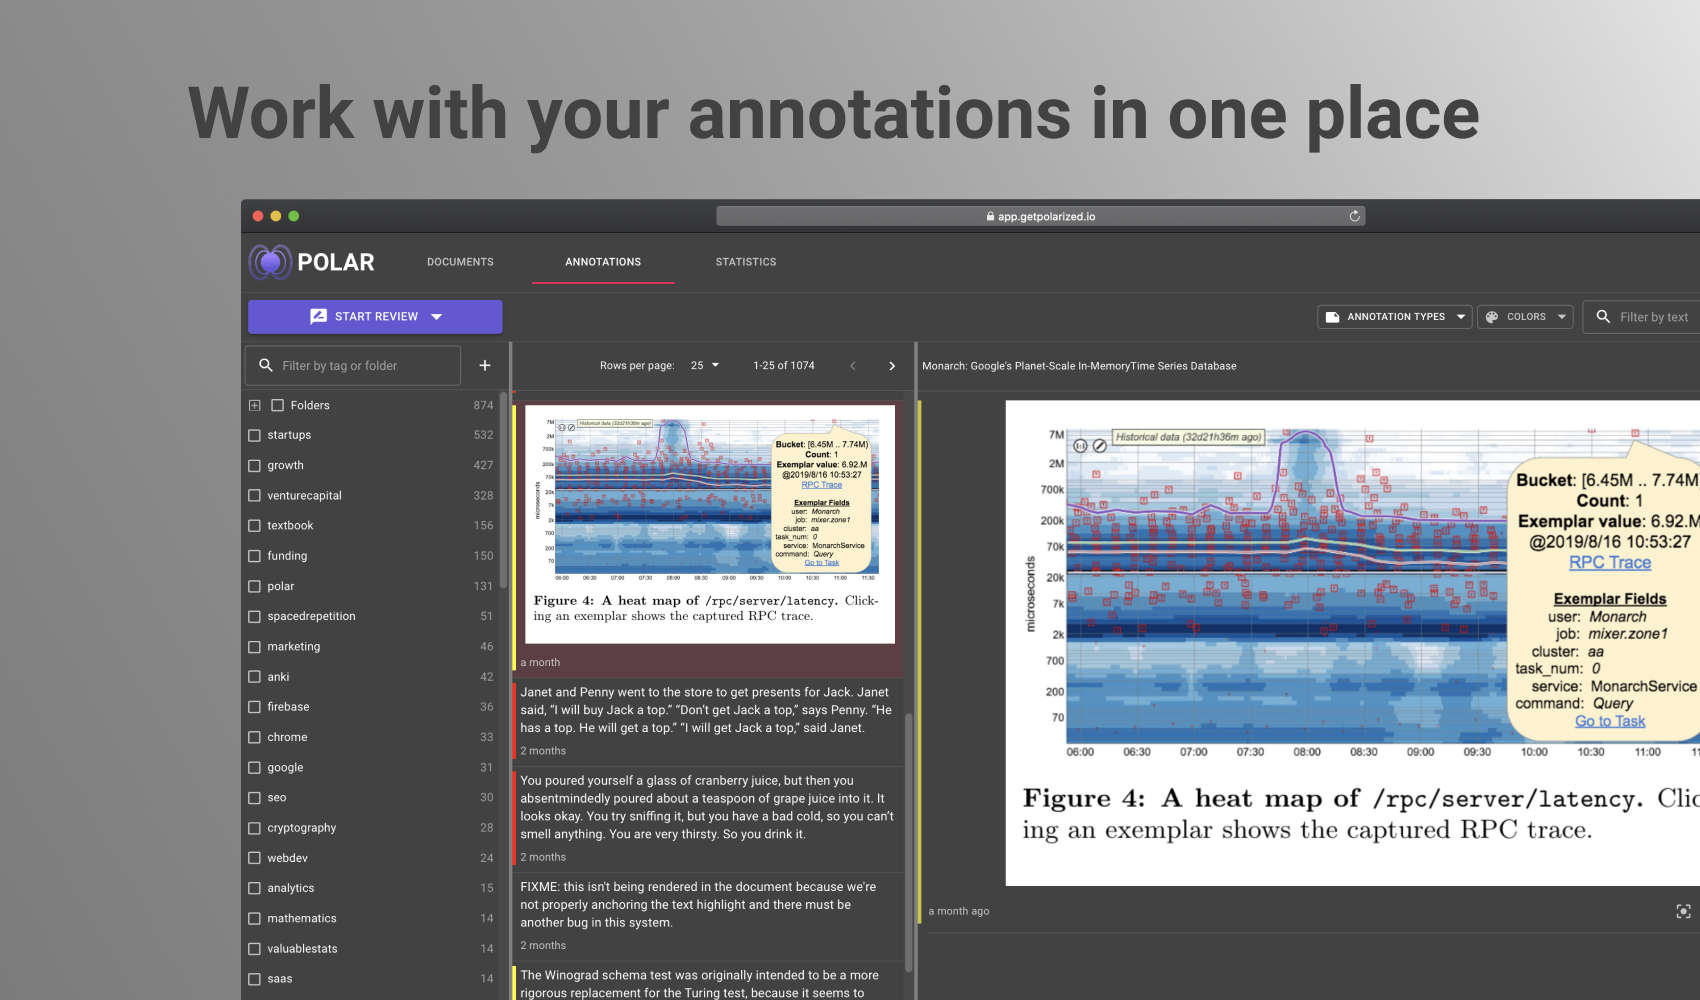 Work with your annotations in one place
app.getpolarized.io
POLAR
DOCUMENTS
ANNOTATIONS
STATISTICS
START REVIEW
ANNOTATION TYPES
COLORS
Filter by text
Filter by tag or folder
+
Folders 874
startups 532
growth 427
venturecapital 328
textbook 156
funding 150
polar 131
spacedrepetition 51
marketing 46
anki 42
firebase 36
chrome 33
google 31
seo 30
cryptography 28
webdev 24
analytics 15
mathematics 14
valuablestats 14
saas 14
Rows per page: 25 1-25 of 1074
Historical data (32d21h36m ago)
7M
2M
700k
200k
70k
20k
7k
2k
700
200
70
microseconds
06:00 06:30 07:00 07:30 08:00 08:30 09:00 09:30 10:00 10:30 11:00 11:30
Bucket: [6.45M .. 7.74M]
Count: 1
Exemplar value: 6.92.M
@2019/8/16 10:53:27
RPC Trace
Exemplar Fields
user: Monarch
job: mixer.zone1
cluster: aa
task_num: 0
service: MonarchService
command: Query
Go to Task
Figure 4: A heat map of /rpc/server/latency. Click-
ing an exemplar shows the captured RPC trace.
a month
Janet and Penny went to the store to get presents for Jack. Janet
said, “I will buy Jack a top.” “Don’t get Jack a top,” says Penny. “He
has a top. He will get a top.” “I will get Jack a top,” said Janet.
2 months
You poured yourself a glass of cranberry juice, but then you
absentmindedly poured about a teaspoon of grape juice into it. It
looks okay. You try sniffing it, but you have a bad cold, so you can’t
smell anything. You are very thirsty. So you drink it.
2 months
FIXME: this isn't being rendered in the document because we're
not properly anchoring the text highlight and there must be
another bug in this system.
2 months
The Winograd schema test was originally intended to be a more
rigorous replacement for the Turing test, because it seems to
Monarch: Google's Planet-Scale In-MemoryTime Series Database
Historical data (32d21h36m ago)
7M
2M
700k
200k
70k
20k
7k
2k
700
200
70
microseconds
06:00 06:30 07:00 07:30 08:00 08:30 09:00 09:30 10:00 10:30 11:00 11
Bucket: [6.45M .. 7.74M
Count: 1
Exemplar value: 6.92.M
@2019/8/16 10:53:27
RPC Trace
Exemplar Fields
user: Monarch
job: mixer.zone1
cluster: aa
task_num: 0
service: MonarchService
command: Query
Go to Task
Figure 4: A heat map of /rpc/server/latency. Clic
ing an exemplar shows the captured RPC trace.
a month ago